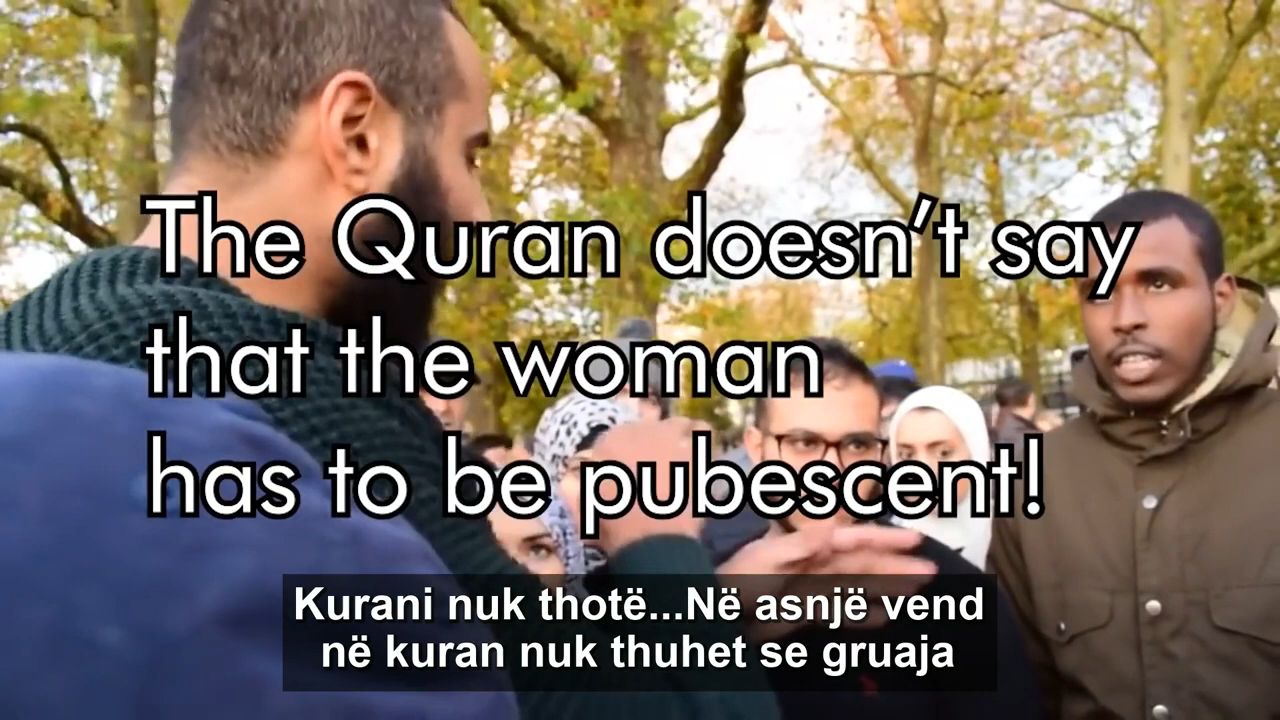 The Quran doesn't say
that the woman
has to be pubescent!
Kurani nuk thotë...Në asnjë vend
në kuran nuk thuhet se gruaja